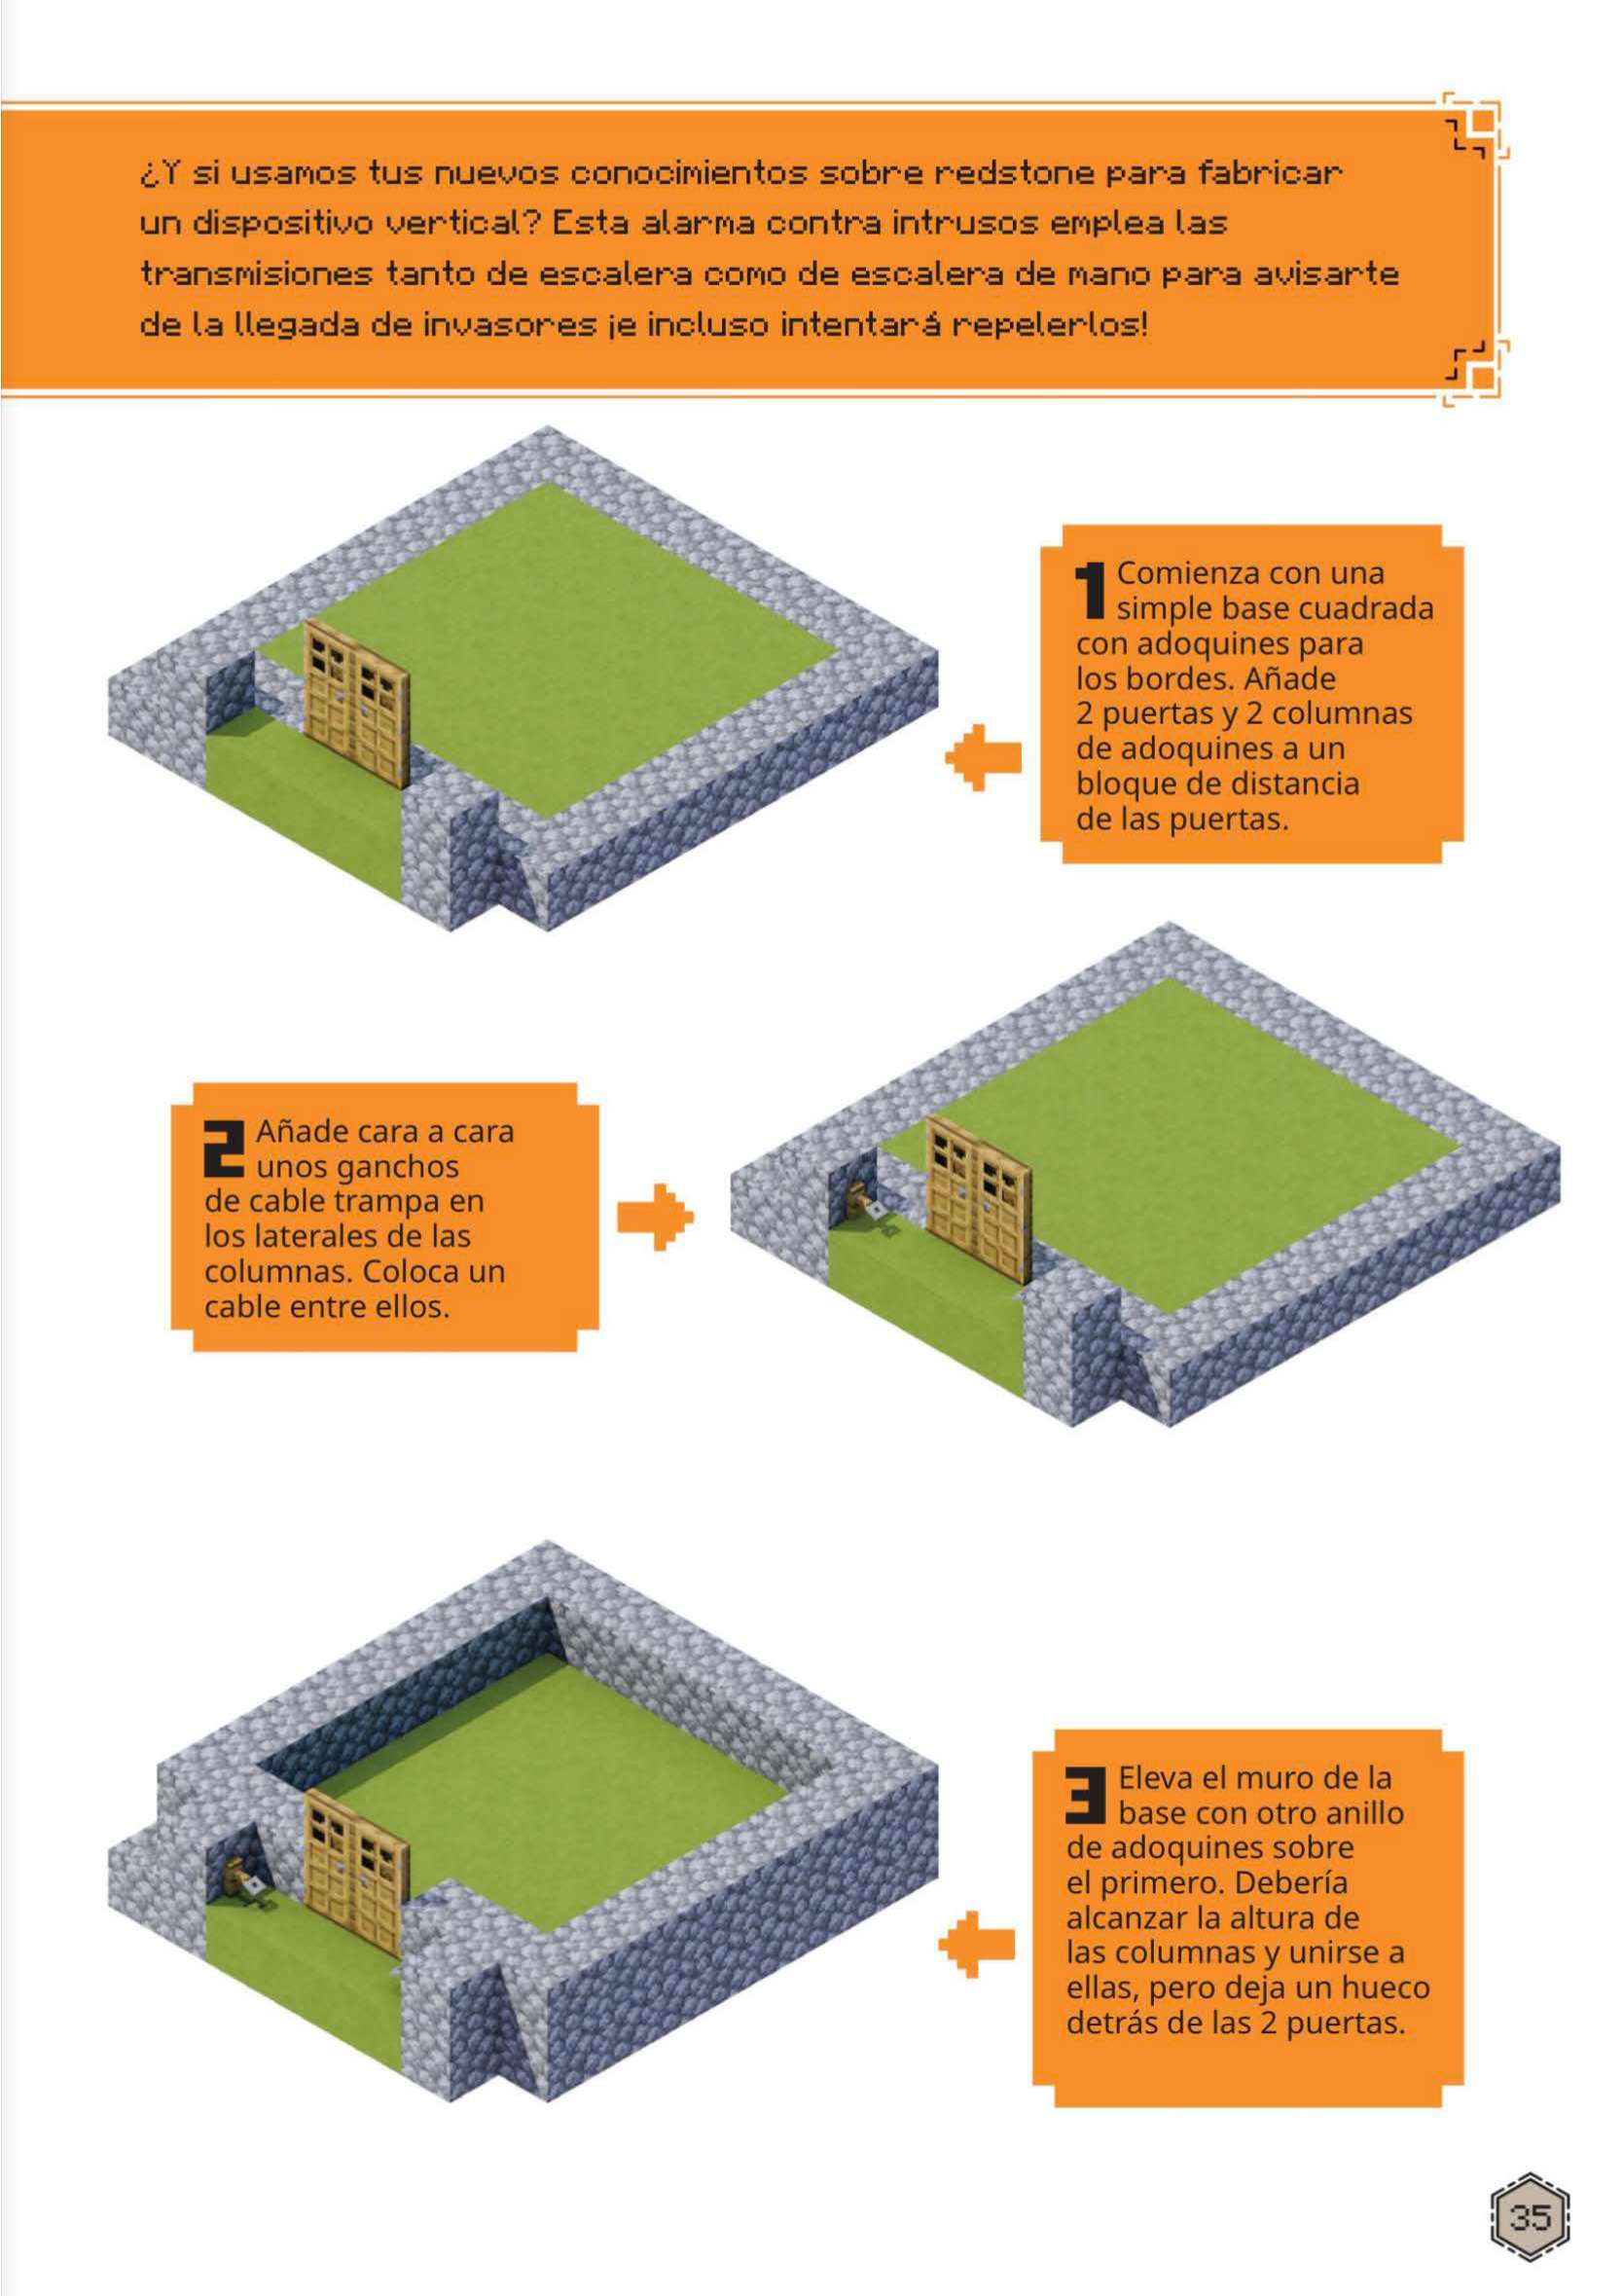 ¿Y si usamos tus nuevos conocimientos sobre redstone para fabricar
un dispositivo vertical? Esta alarma contra intrusos emplea las
transmisiones tanto de escalera como de escalera de mano para avisarte
de la llegada de invasores ¡e incluso intentará repelerlos!
1 Comienza con una
simple base cuadrada
con adoquines para
los bordes. Añade
2 puertas y 2 columnas
de adoquines a un
bloque de distancia
de las puertas.
2 Añade cara a cara
unos ganchos
de cable trampa en
los laterales de las
columnas. Coloca un
cable entre ellos.
3 Eleva el muro de la
base con otro anillo
de adoquines sobre
el primero. Debería
alcanzar la altura de
las columnas y unirse a
ellas, pero deja un hueco
detrás de las 2 puertas.
35